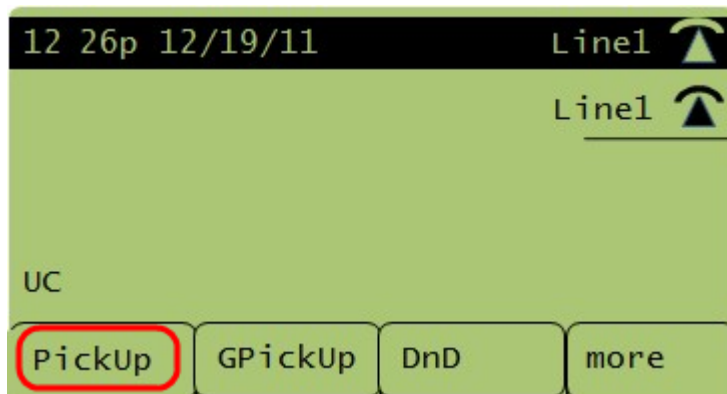 12 26p 12/19/11 Line1
Line1
UC
PickUp GPickUp DnD more